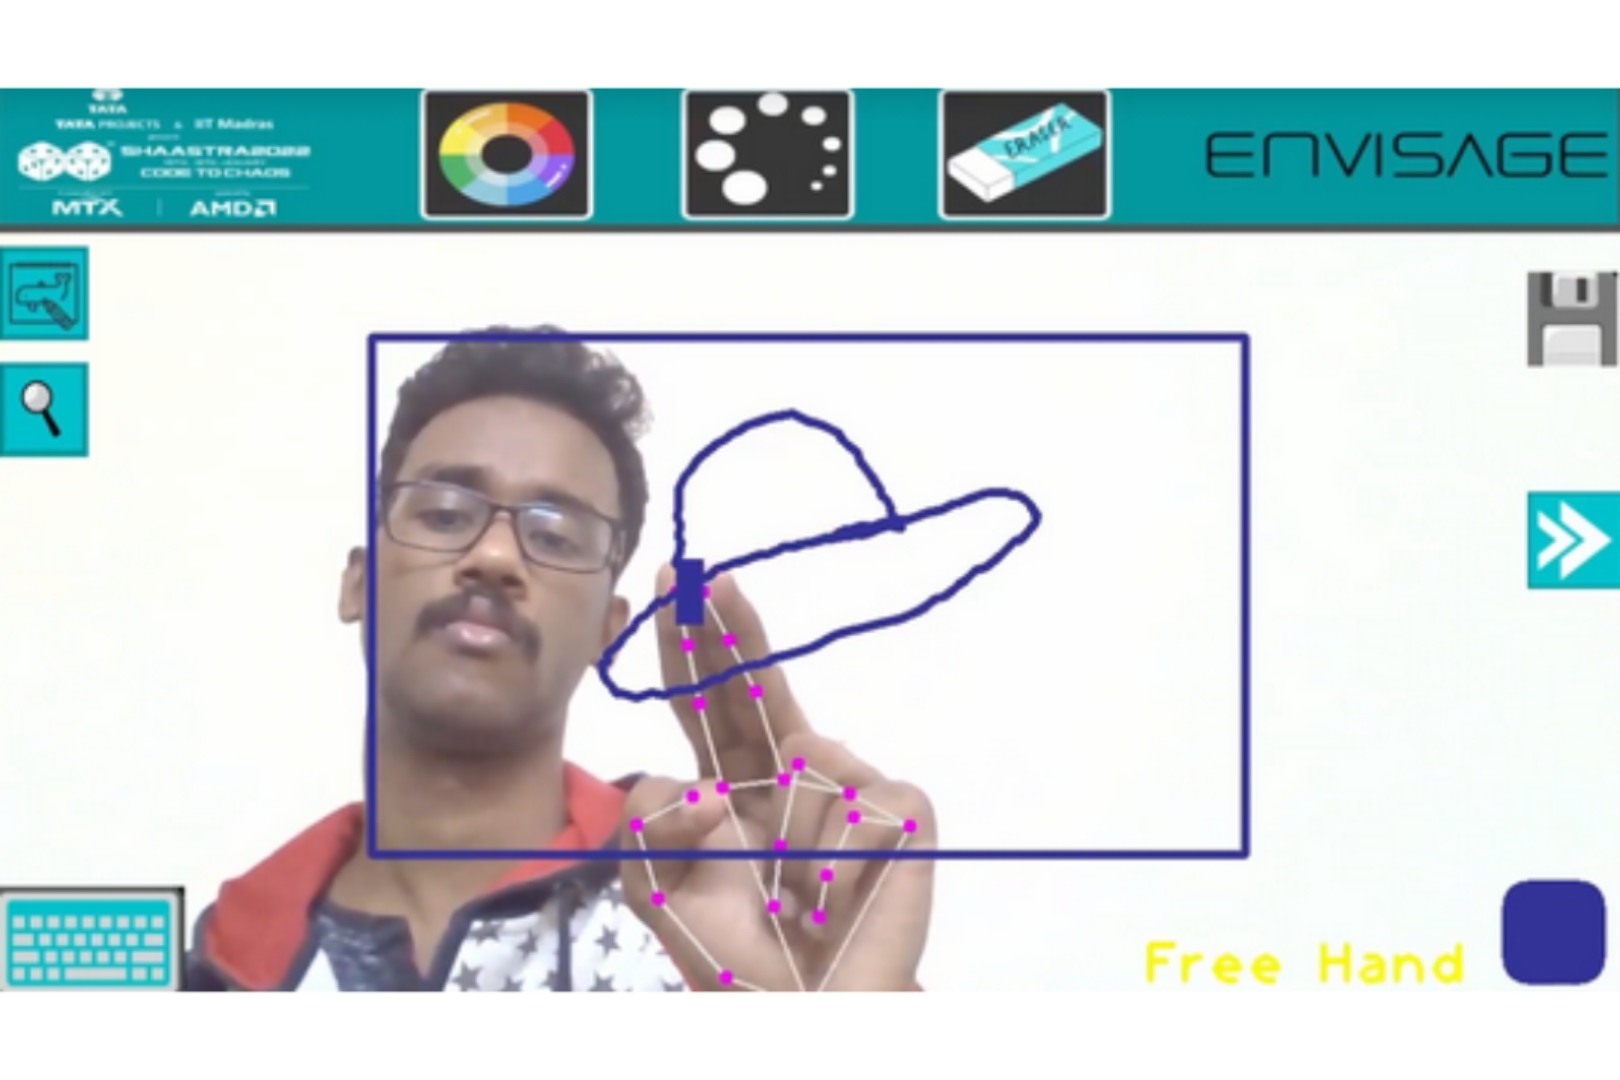 TATA
TATA PROJECTS & IIT Madras
SHAASTRA2022
CODE TO CHAOS
MTX | AMD
ERASER
ENVISAGE
Free Hand